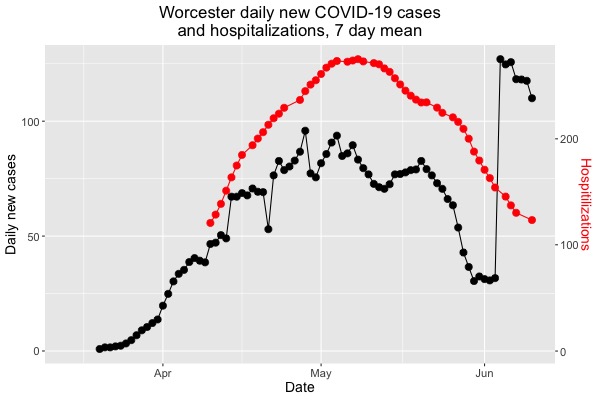 Worcester daily new COVID-19 cases
and hospitalizations, 7 day mean
Daily new cases
100
50
0
200
100
0
Hospitilizations
Apr
May
Jun
Date